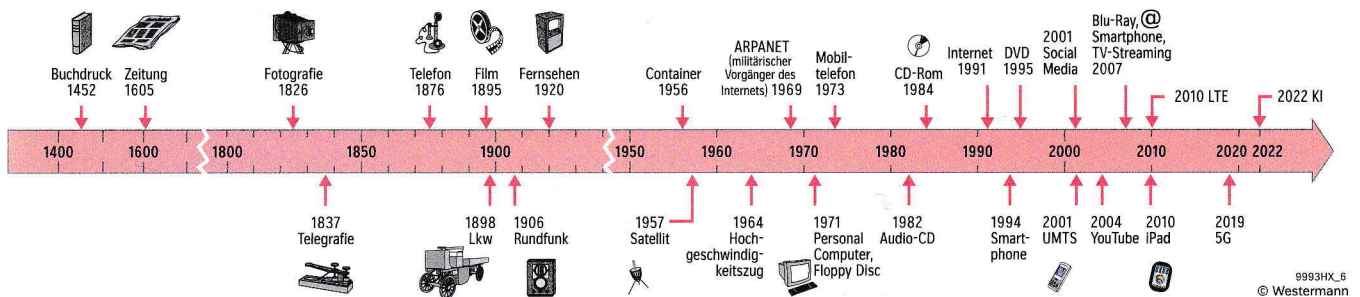 Buchdruck
1452
Zeitung
1605
Fotografie
1826
Telefon
1876
Film
1895
Fernsehen
1920
Container
1956
ARPANET
(militärischer
Vorgänger des
Internets) 1969
Mobil-
telefon
1973
CD-Rom
1984
Internet
1991
DVD
1995
2001
Social
Media
Blu-Ray, @
Smartphone,
TV-Streaming
2007
2010 LTE
2022 KI
1400 1600 1800 1850 1900 1950 1960 1970 1980 1990 2000 2010 2020 2022
1837
Telegrafie
1898
Lkw
1906
Rundfunk
1957
Satellit
1964
Hoch-
geschwindig-
keitszug
1971
Personal
Computer,
Floppy Disc
1982
Audio-CD
1994
Smart-
phone
2001
UMTS
2004
YouTube
2010
iPad
2019
5G
9993HX_6
© Westermann